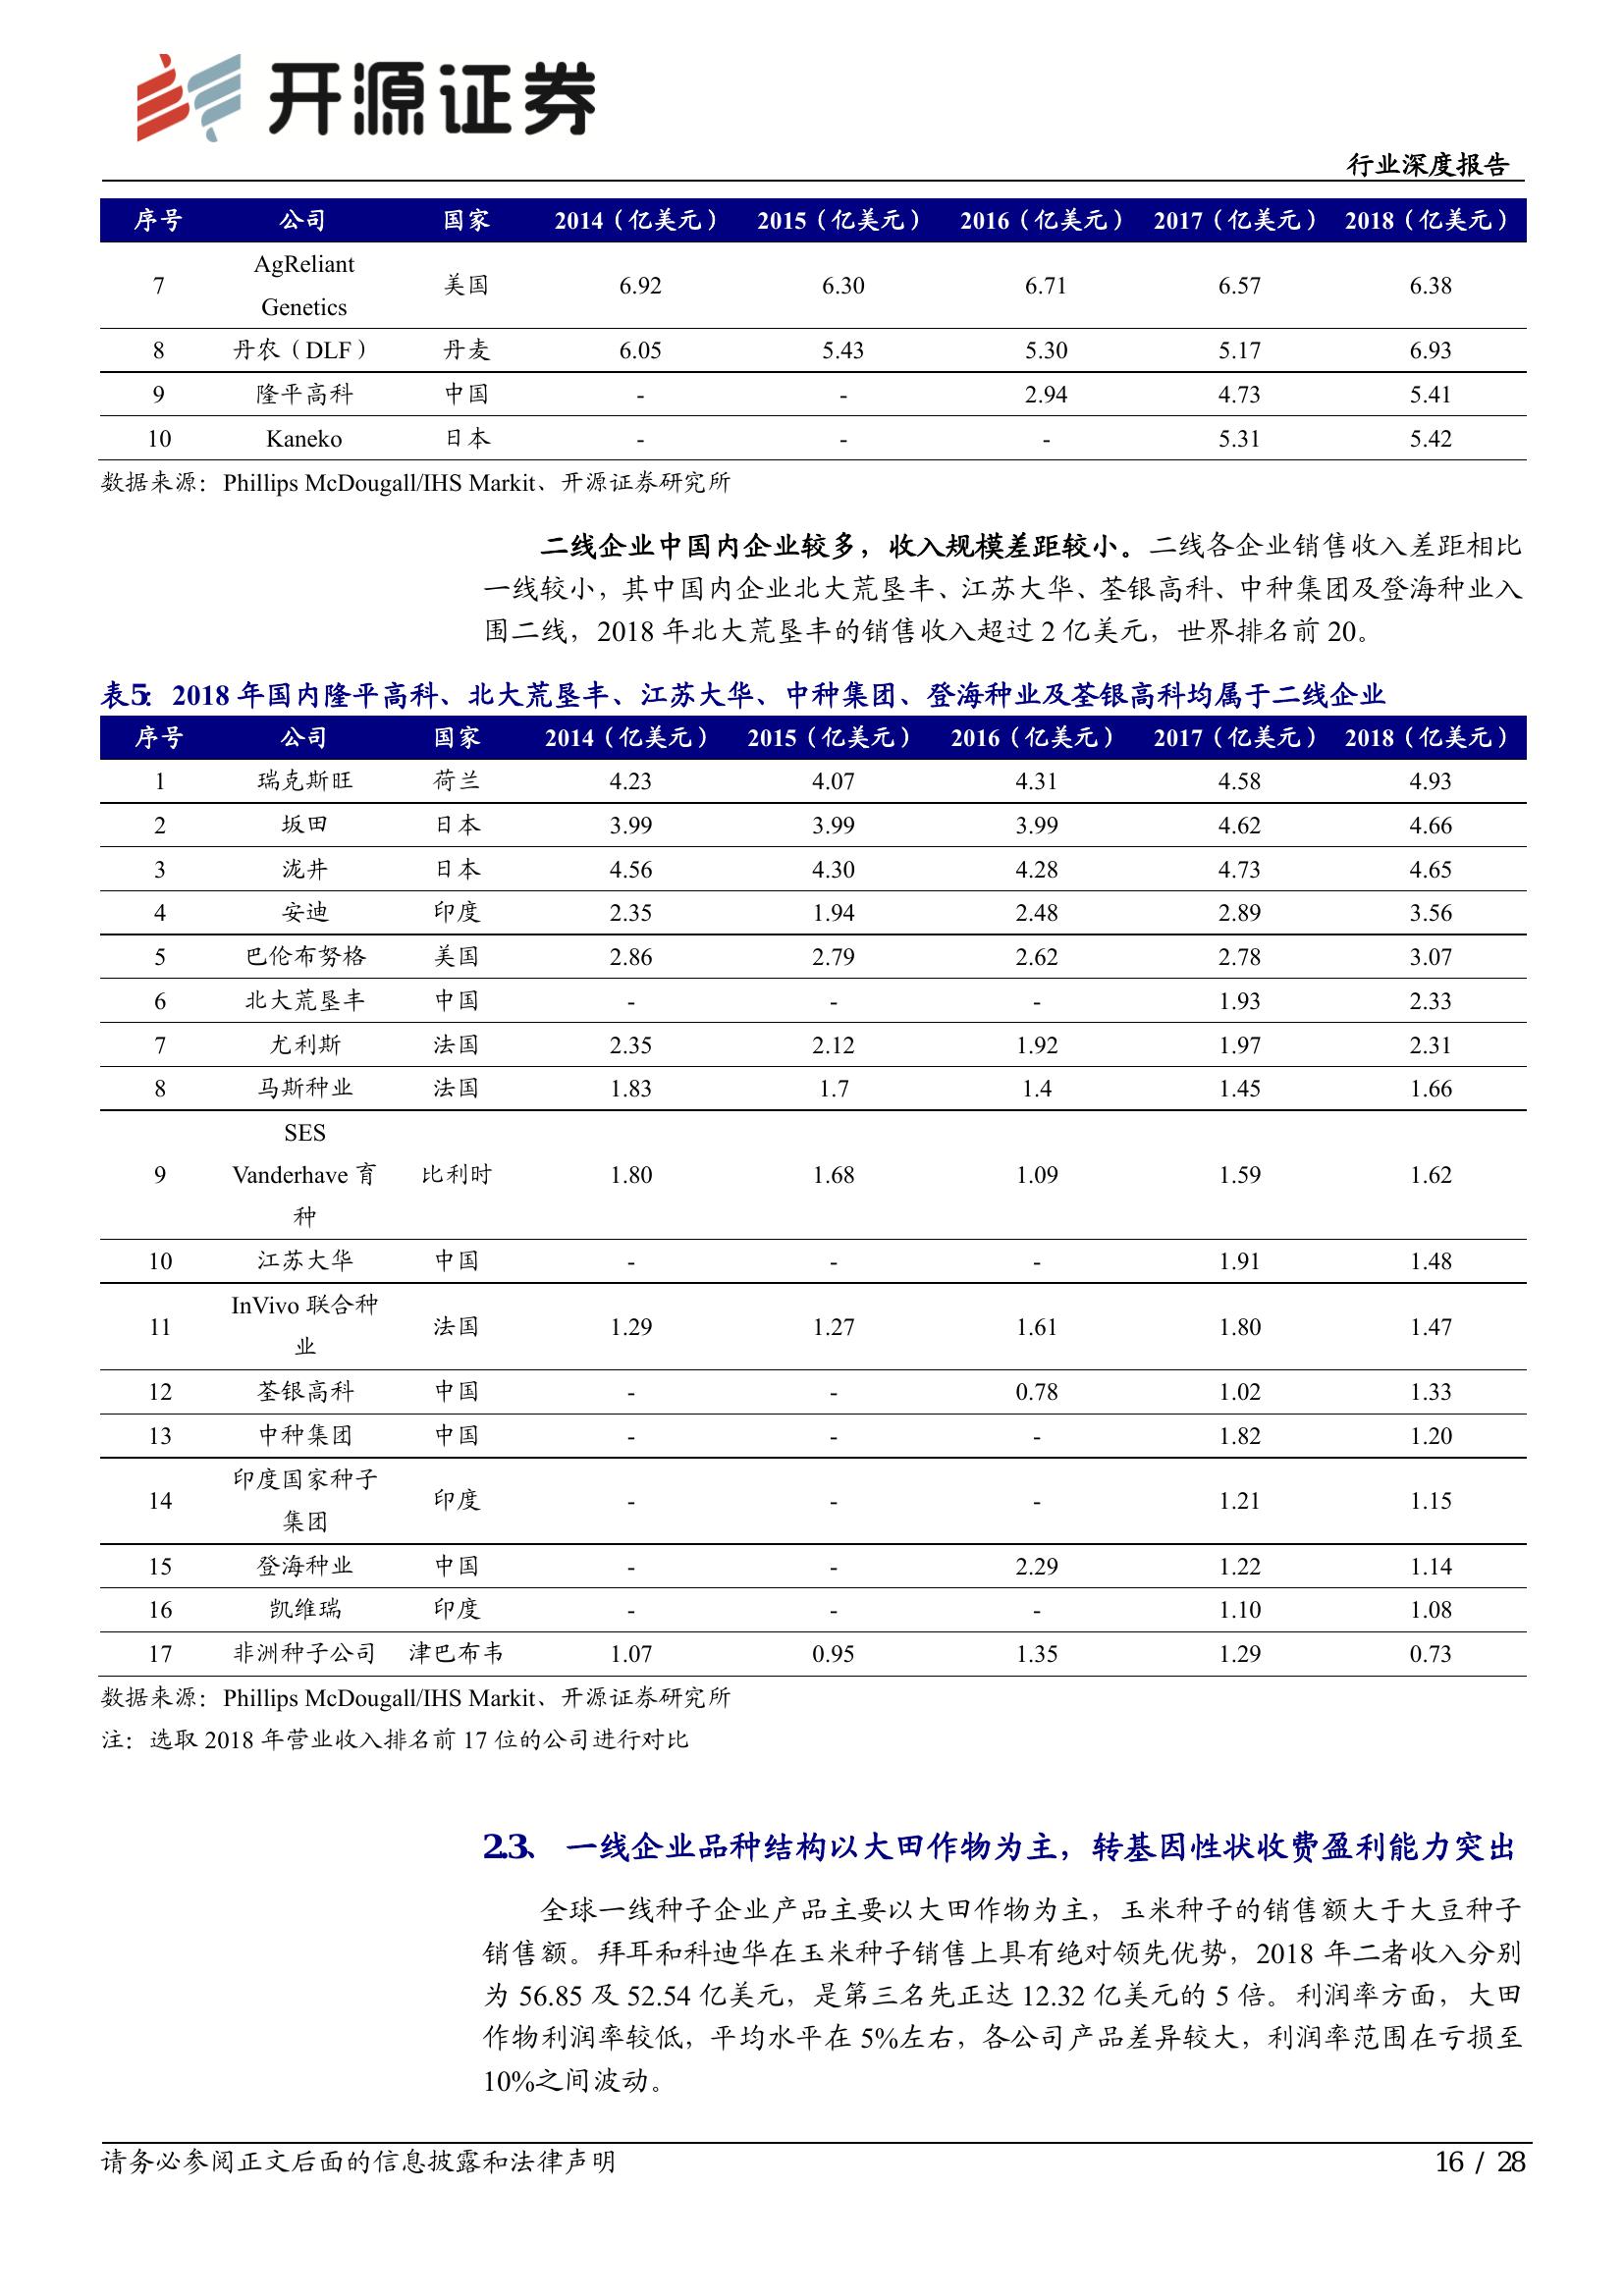 开源证券
行业深度报告
序号 公司 国家 2014（亿美元） 2015（亿美元） 2016（亿美元） 2017（亿美元） 2018（亿美元）
7 AgReliant Genetics 美国 6.92 6.30 6.71 6.57 6.38
8 丹农（DLF） 丹麦 6.05 5.43 5.30 5.17 6.93
9 隆平高科 中国 - - 2.94 4.73 5.41
10 Kaneko 日本 - - - 5.31 5.42
数据来源：Phillips McDougall/IHS Markit、开源证券研究所
二线企业中国内企业较多，收入规模差距较小。二线各企业销售收入差距相比
一线较小，其中国内企业北大荒垦丰、江苏大华、荃银高科、中种集团及登海种业入
围二线，2018 年北大荒垦丰的销售收入超过 2 亿美元，世界排名前 20。
表5：2018 年国内隆平高科、北大荒垦丰、江苏大华、中种集团、登海种业及荃银高科均属于二线企业
序号 公司 国家 2014（亿美元） 2015（亿美元） 2016（亿美元） 2017（亿美元） 2018（亿美元）
1 瑞克斯旺 荷兰 4.23 4.07 4.31 4.58 4.93
2 坂田 日本 3.99 3.99 3.99 4.62 4.66
3 泷井 日本 4.56 4.30 4.28 4.73 4.65
4 安迪 印度 2.35 1.94 2.48 2.89 3.56
5 巴伦布努格 美国 2.86 2.79 2.62 2.78 3.07
6 北大荒垦丰 中国 - - - 1.93 2.33
7 尤利斯 法国 2.35 2.12 1.92 1.97 2.31
8 马斯种业 法国 1.83 1.7 1.4 1.45 1.66
9 SES Vanderhave 育种 比利时 1.80 1.68 1.09 1.59 1.62
10 江苏大华 中国 - - - 1.91 1.48
11 InVivo 联合种业 法国 1.29 1.27 1.61 1.80 1.47
12 荃银高科 中国 - - 0.78 1.02 1.33
13 中种集团 中国 - - - 1.82 1.20
14 印度国家种子集团 印度 - - - 1.21 1.15
15 登海种业 中国 - - 2.29 1.22 1.14
16 凯维瑞 印度 - - - 1.10 1.08
17 非洲种子公司 津巴布韦 1.07 0.95 1.35 1.29 0.73
数据来源：Phillips McDougall/IHS Markit、开源证券研究所
注：选取 2018 年营业收入排名前 17 位的公司进行对比
2.3、 一线企业品种结构以大田作物为主，转基因性状收费盈利能力突出
全球一线种子企业产品主要以大田作物为主，玉米种子的销售额大于大豆种子
销售额。拜耳和科迪华在玉米种子销售上具有绝对领先优势，2018 年二者收入分别
为 56.85 及 52.54 亿美元，是第三名先正达 12.32 亿美元的 5 倍。利润率方面，大田
作物利润率较低，平均水平在 5%左右，各公司产品差异较大，利润率范围在亏损至
10%之间波动。
请务必参阅正文后面的信息披露和法律声明
16 / 28